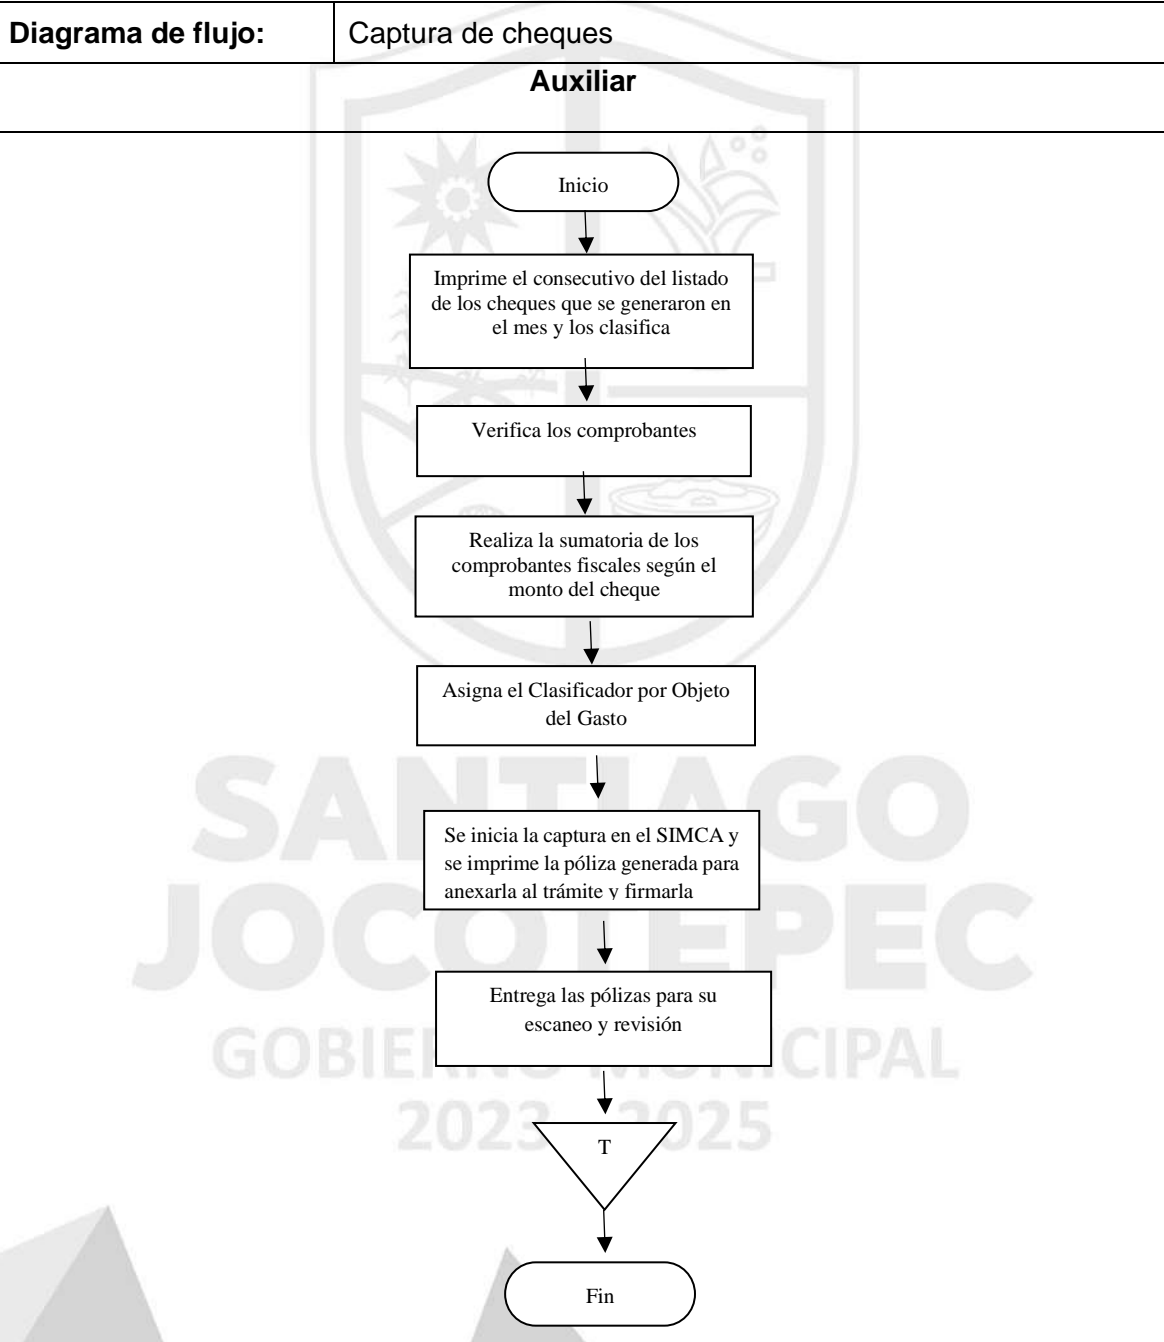 Diagrama de flujo: Captura de cheques
Auxiliar
Inicio
Imprime el consecutivo del listado
de los cheques que se generaron en
el mes y los clasifica
Verifica los comprobantes
Realiza la sumatoria de los
comprobantes fiscales según el
monto del cheque
Asigna el Clasificador por Objeto
del Gasto
SANTIAGO
Se inicia la captura en el SIMCA y
se imprime la póliza generada para
anexarla al trámite y firmarla
JOCOTEPEC
Entrega las pólizas para su
escaneo y revisión
GOBIERNO MUNICIPAL
2023 2025
T
Fin